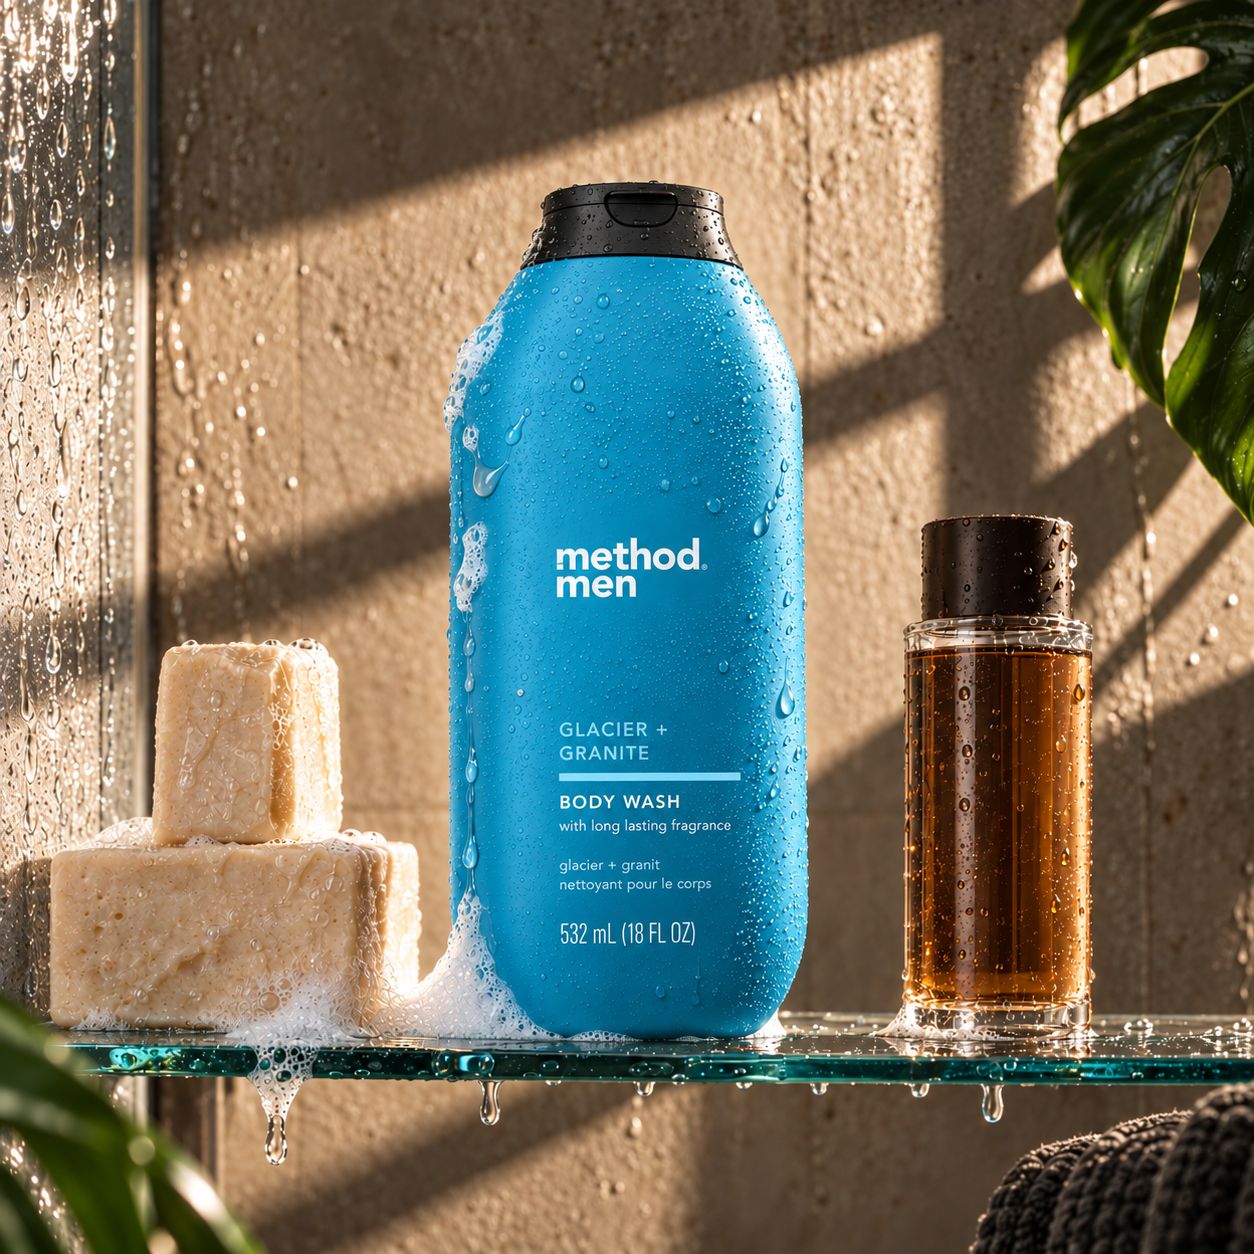 method®
men
GLACIER +
GRANITE
BODY WASH
with long lasting fragrance
glacier + granit
nettoyant pour le corps
532 mL (18 FL OZ)